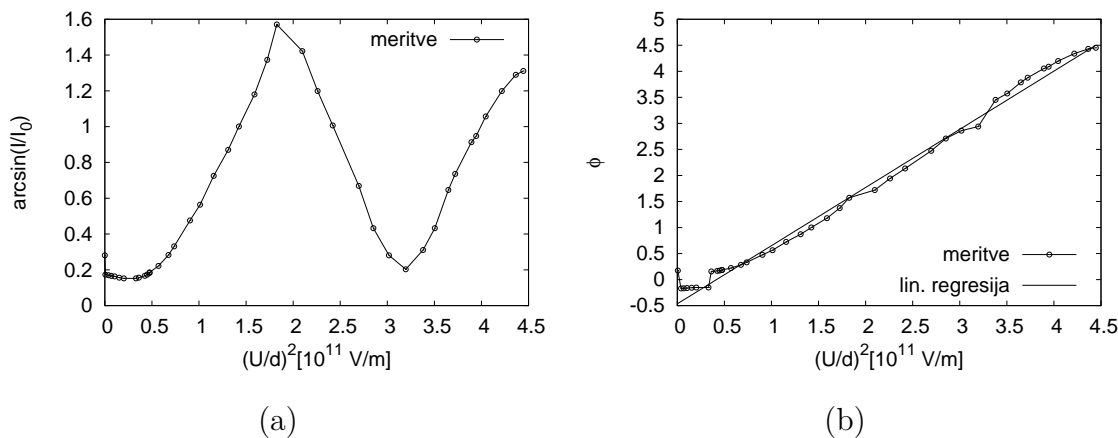 1.6
1.4
1.2
1
0.8
0.6
0.4
0.2
0
arcsin(I/I₀)
meritve
0 0.5 1 1.5 2 2.5 3 3.5 4 4.5
(U/d)²[10¹¹ V/m]
(a)
5
4.5
4
3.5
3
2.5
2
1.5
1
0.5
0
-0.5
ϕ
meritve
lin. regresija
0 0.5 1 1.5 2 2.5 3 3.5 4 4.5
(U/d)²[10¹¹ V/m]
(b)